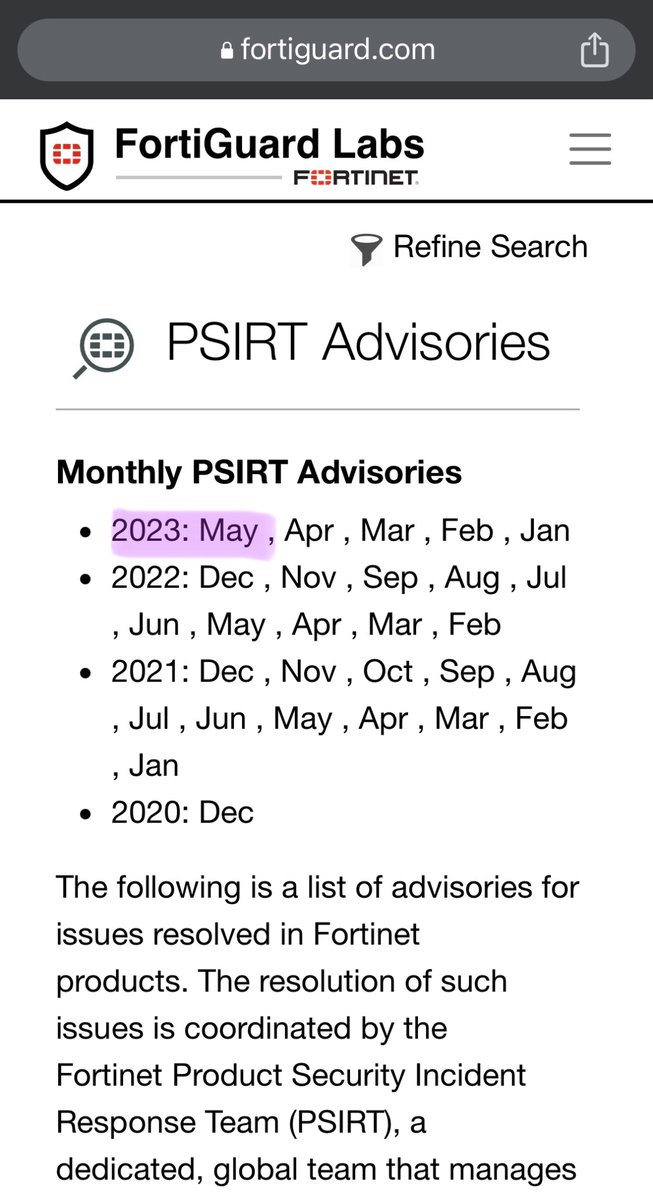 fortiguard.com
FortiGuard Labs
FORTINET
Refine Search
PSIRT Advisories
Monthly PSIRT Advisories
• 2023: May , Apr , Mar , Feb , Jan
• 2022: Dec , Nov , Sep , Aug , Jul
, Jun , May , Apr , Mar , Feb
• 2021: Dec , Nov , Oct , Sep , Aug
, Jul , Jun , May , Apr , Mar , Feb
, Jan
• 2020: Dec
The following is a list of advisories for
issues resolved in Fortinet
products. The resolution of such
issues is coordinated by the
Fortinet Product Security Incident
Response Team (PSIRT), a
dedicated, global team that manages